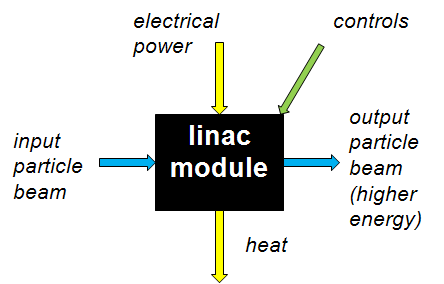 electrical
power
controls
linac
module
input
particle
beam
output
particle
beam
(higher
energy)
heat